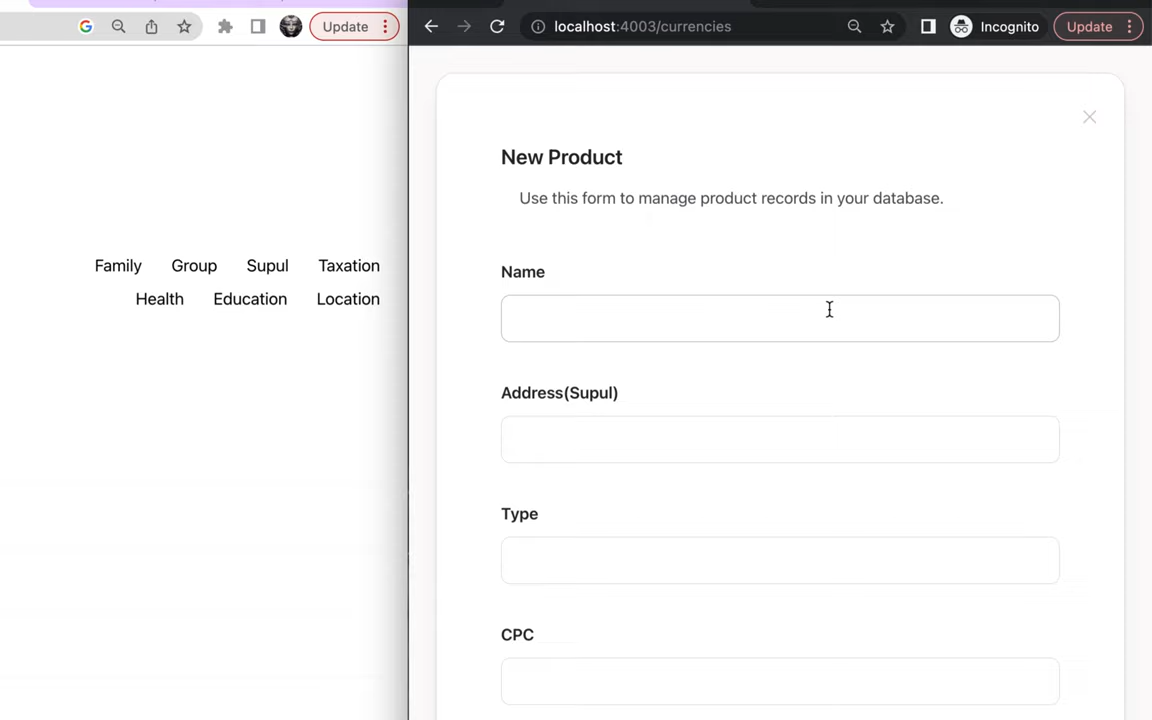 Update
localhost:4003/currencies
Incognito
Update
Family Group Supul Taxation
Health Education Location
New Product
Use this form to manage product records in your database.
Name
Address(Supul)
Type
CPC